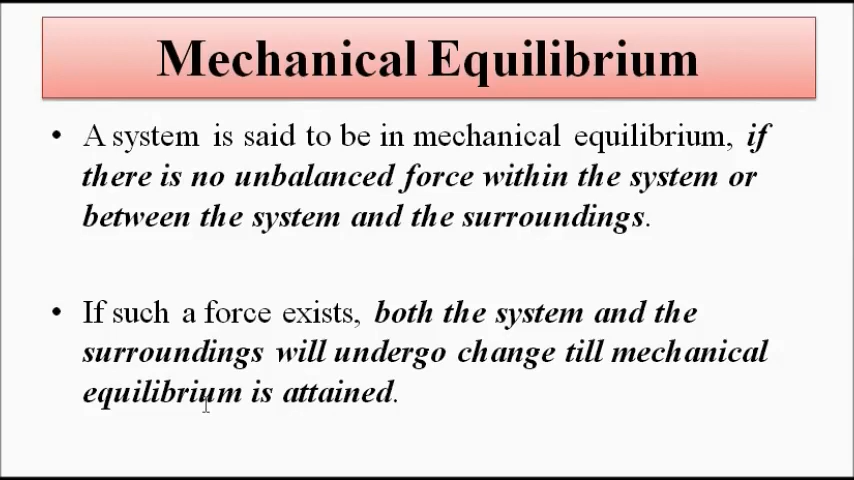 Mechanical Equilibrium
• A system is said to be in mechanical equilibrium, if
there is no unbalanced force within the system or
between the system and the surroundings.
• If such a force exists, both the system and the
surroundings will undergo change till mechanical
equilibrium is attained.